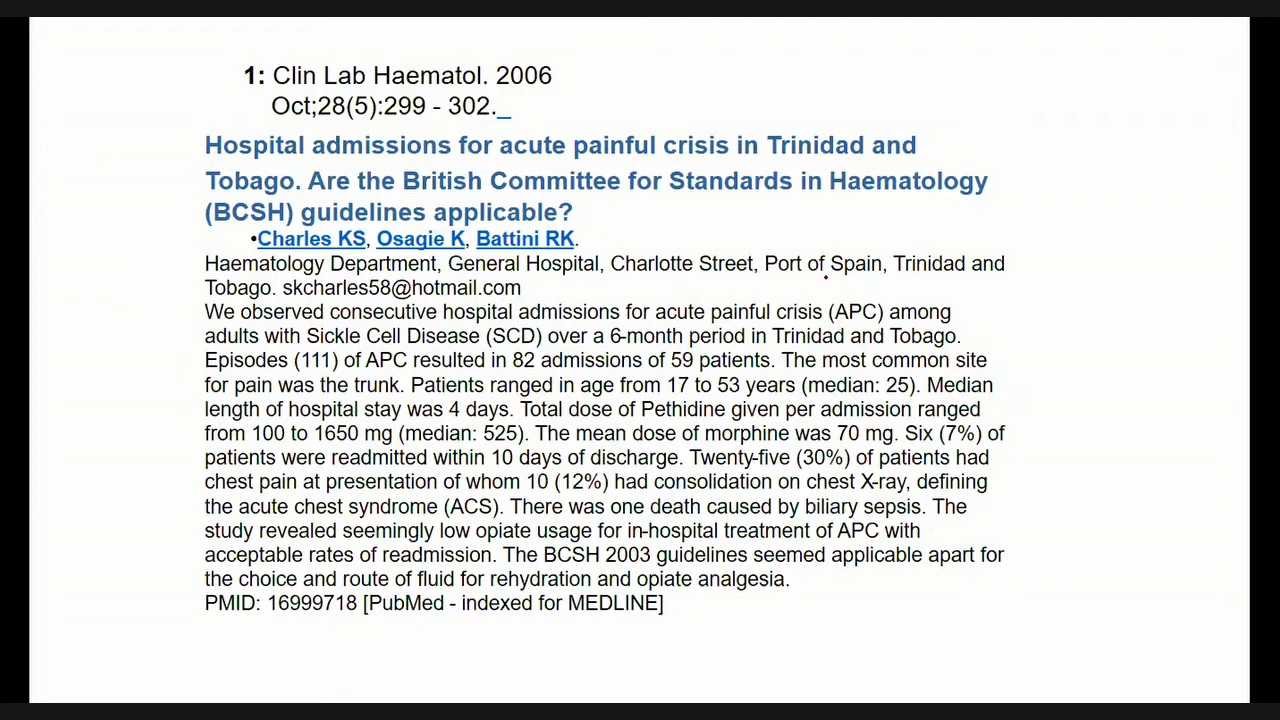 1: Clin Lab Haematol. 2006
Oct;28(5):299 - 302.
Hospital admissions for acute painful crisis in Trinidad and
Tobago. Are the British Committee for Standards in Haematology
(BCSH) guidelines applicable?
•Charles KS, Osagie K, Battini RK.
Haematology Department, General Hospital, Charlotte Street, Port of Spain, Trinidad and
Tobago. skcharles58@hotmail.com
We observed consecutive hospital admissions for acute painful crisis (APC) among
adults with Sickle Cell Disease (SCD) over a 6-month period in Trinidad and Tobago.
Episodes (111) of APC resulted in 82 admissions of 59 patients. The most common site
for pain was the trunk. Patients ranged in age from 17 to 53 years (median: 25). Median
length of hospital stay was 4 days. Total dose of Pethidine given per admission ranged
from 100 to 1650 mg (median: 525). The mean dose of morphine was 70 mg. Six (7%) of
patients were readmitted within 10 days of discharge. Twenty-five (30%) of patients had
chest pain at presentation of whom 10 (12%) had consolidation on chest X-ray, defining
the acute chest syndrome (ACS). There was one death caused by biliary sepsis. The
study revealed seemingly low opiate usage for in-hospital treatment of APC with
acceptable rates of readmission. The BCSH 2003 guidelines seemed applicable apart for
the choice and route of fluid for rehydration and opiate analgesia.
PMID: 16999718 [PubMed - indexed for MEDLINE]